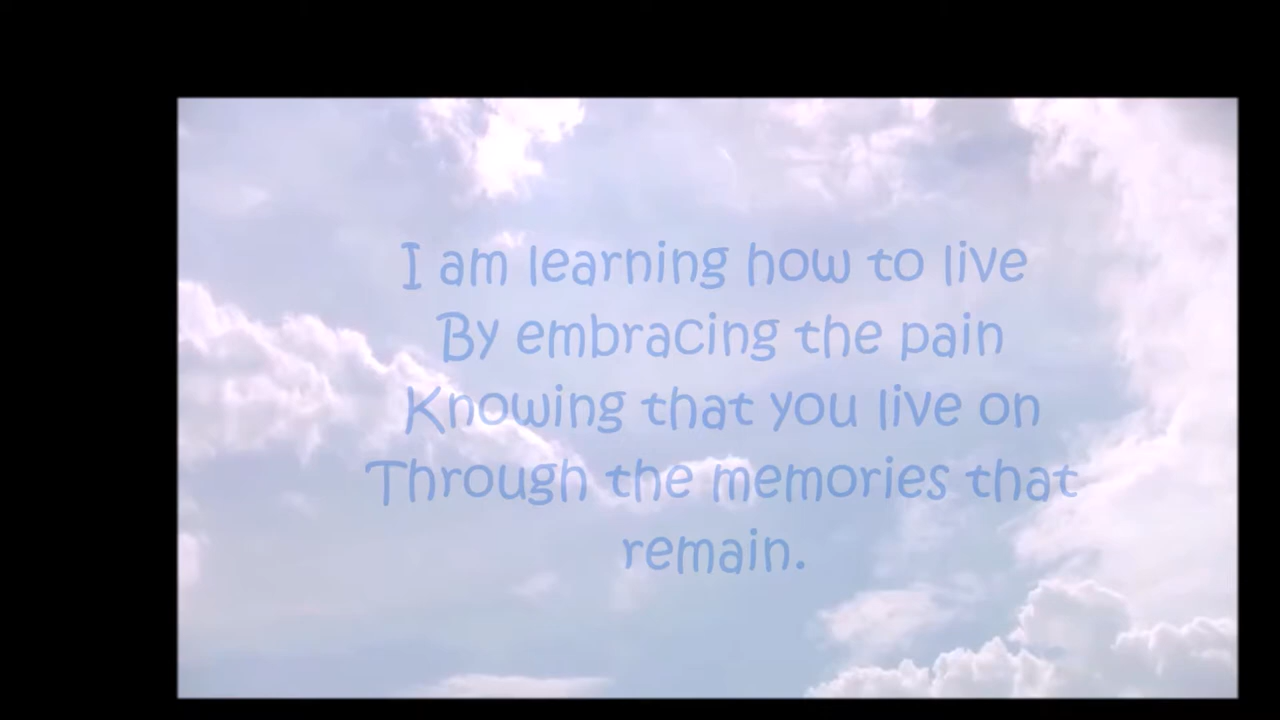 I am learning how to live
By embracing the pain
Knowing that you live on
Through the memories that
remain.